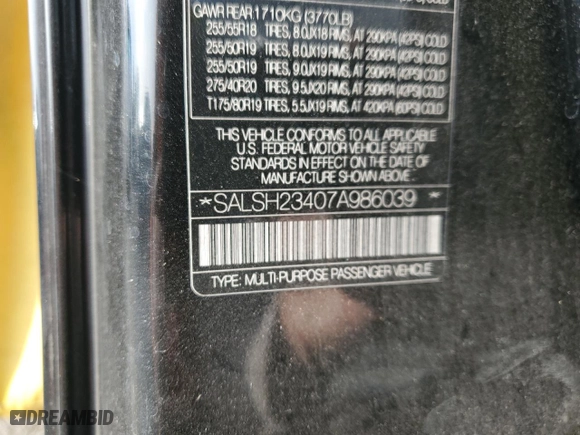 GAWR REAR 1710KG (3770LB)
255/55R18 TIRES, 8.0JX18 RIMS, AT 290KPA (42PSI) COLD
255/50R19 TIRES, 8.0JX19 RIMS, AT 290KPA (42PSI) COLD
255/50R19 TIRES, 9.0JX19 RIMS, AT 290KPA (42PSI) COLD
275/40R20 TIRES, 9.5JX20 RIMS, AT 290KPA (42PSI) COLD
T175/80R19 TIRES, 5.5JX19 RIMS, AT 420KPA (60PSI) COLD
THIS VEHICLE CONFORMS TO ALL APPLICABLE
U.S. FEDERAL MOTOR VEHICLE SAFETY
STANDARDS IN EFFECT ON THE DATE OF
MANUFACTURE SHOWN ABOVE.
*SALSH23407A986039 *
TYPE: MULTI-PURPOSE PASSENGER VEHICLE
DREAMBID